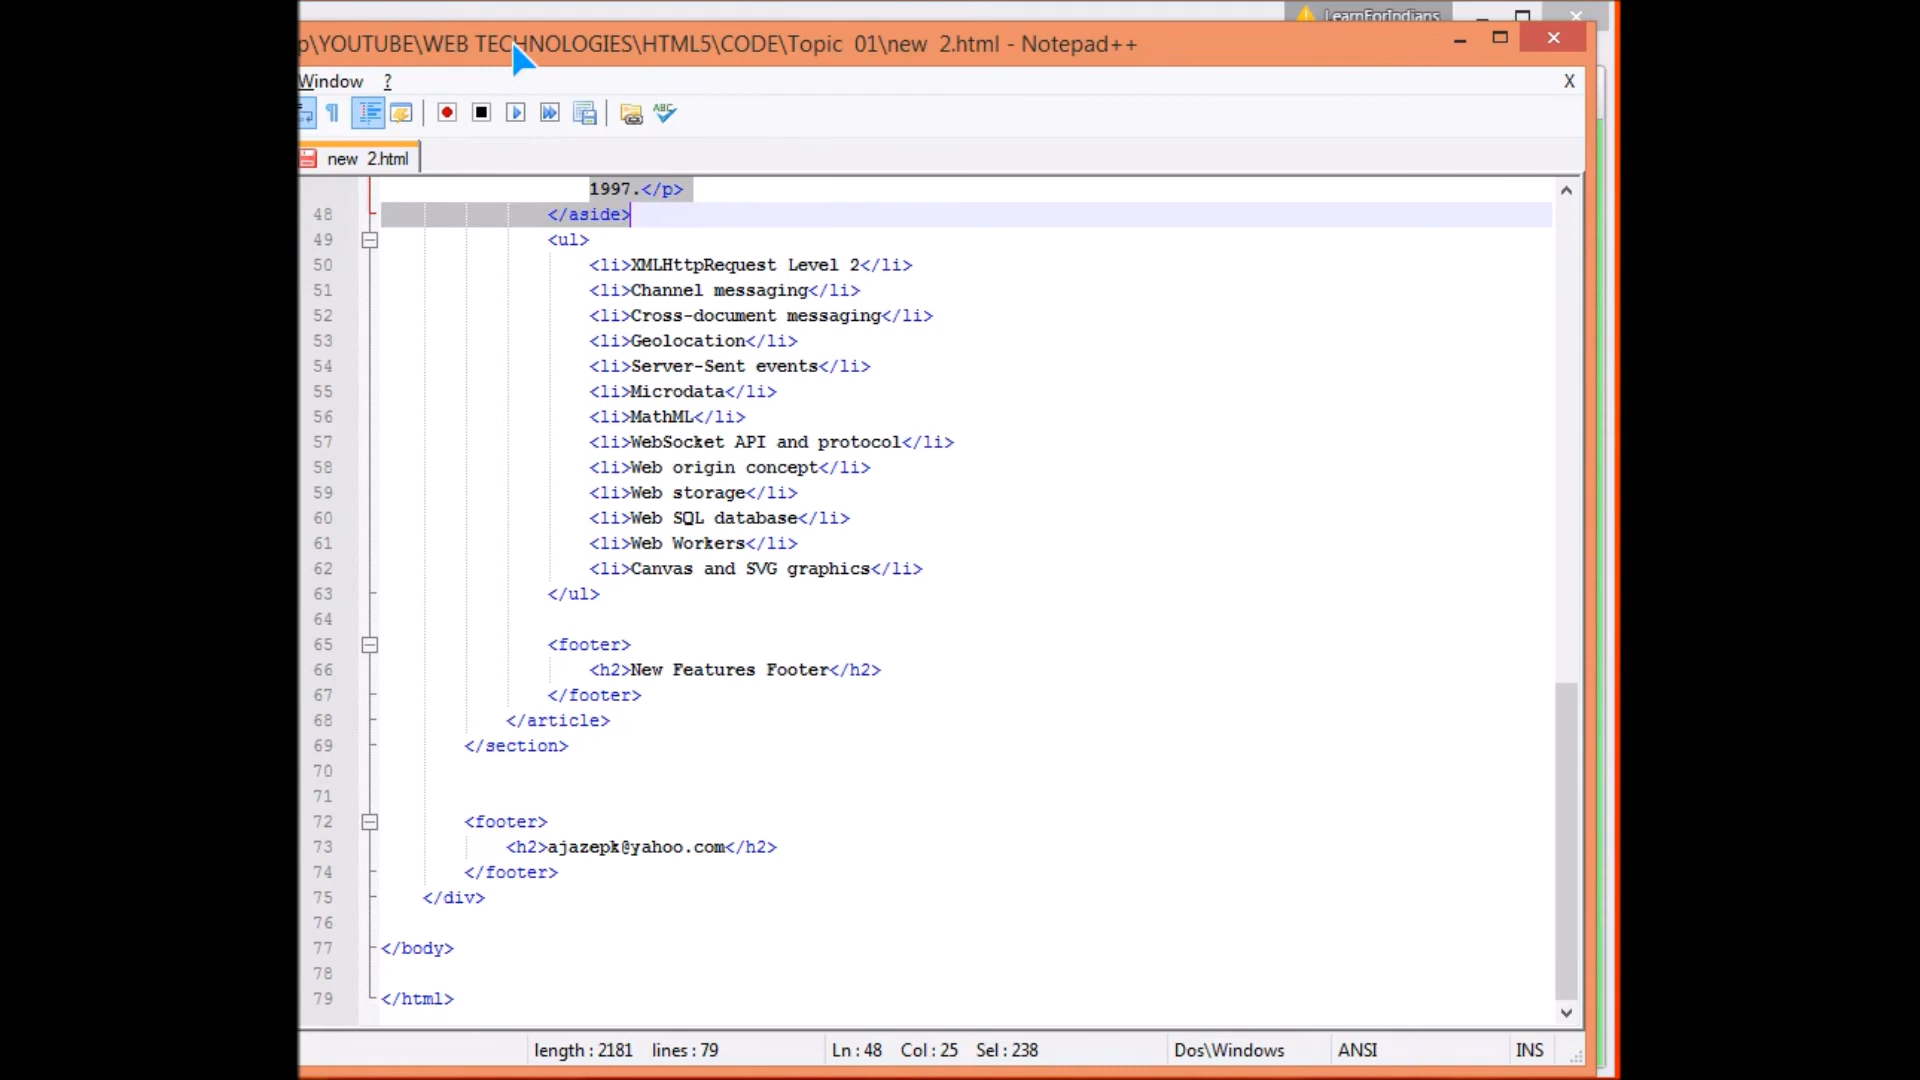 LearnForIndians
p\YOUTUBE\WEB TECHNOLOGIES\HTML5\CODE\Topic 01\new 2.html - Notepad++
Window ? X
ABC
new 2.html
1997.</p>
48 </aside>
49 <ul>
50 <li>XMLHttpRequest Level 2</li>
51 <li>Channel messaging</li>
52 <li>Cross-document messaging</li>
53 <li>Geolocation</li>
54 <li>Server-Sent events</li>
55 <li>Microdata</li>
56 <li>MathML</li>
57 <li>WebSocket API and protocol</li>
58 <li>Web origin concept</li>
59 <li>Web storage</li>
60 <li>Web SQL database</li>
61 <li>Web Workers</li>
62 <li>Canvas and SVG graphics</li>
63 </ul>
64
65 <footer>
66 <h2>New Features Footer</h2>
67 </footer>
68 </article>
69 </section>
70
71
72 <footer>
73 <h2>ajazepk@yahoo.com</h2>
74 </footer>
75 </div>
76
77 </body>
78
79 </html>
length : 2181 lines : 79 Ln : 48 Col : 25 Sel : 238 Dos\Windows ANSI INS